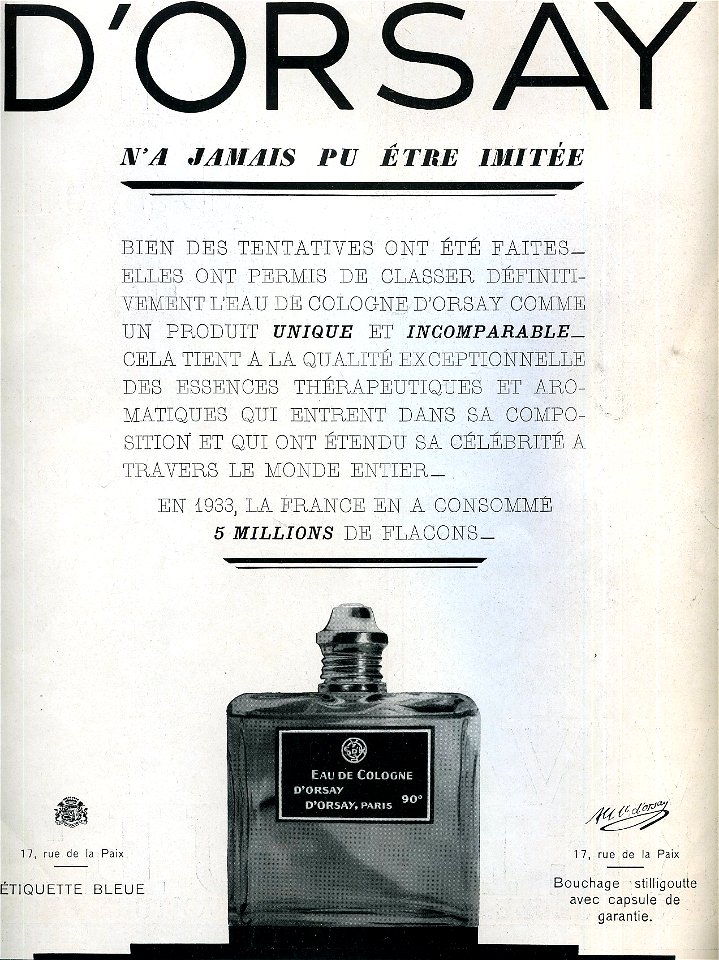 D'ORSAY
N'A JAMAIS PU ÊTRE IMITÉE
BIEN DES TENTATIVES ONT ÉTÉ FAITES_
ELLES ONT PERMIS DE CLASSER DÉFINITI-
VEMENT L'EAU DE COLOGNE D'ORSAY COMME
UN PRODUIT UNIQUE ET INCOMPARABLE_
CELA TIENT A LA QUALITÉ EXCEPTIONNELLE
DES ESSENCES THÉRAPEUTIQUES ET ARO-
MATIQUES QUI ENTRENT DANS SA COMPO-
SITION ET QUI ONT ÉTENDU SA CÉLÉBRITÉ A
TRAVERS LE MONDE ENTIER_
EN 1933, LA FRANCE EN A CONSOMMÉ
5 MILLIONS DE FLACONS_
EAU DE COLOGNE
D'ORSAY
D'ORSAY, PARIS 90°
17, rue de la Paix
ÉTIQUETTE BLEUE
d'orsay
17, rue de la Paix
Bouchage stilligoutte
avec capsule de
garantie.